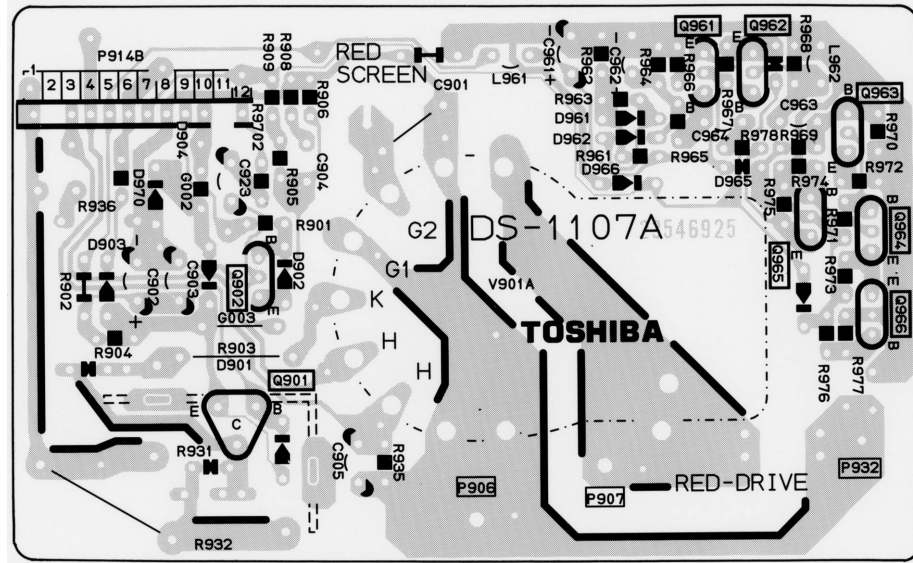 P914B
1 2 3 4 5 6 7 8 9 10 11 12
R909
R908
R906
RED
SCREEN
C901
L961
C961
+
R962
C962
+
R964
Q961
E
B
R966
R967
Q962
E
B
R968
L962
Q963
B
E
R970
R963
D961
D962
R961
D966
R965
C964
C963
R978
R969
D965
R974
R972
D904
R9702
C904
R905
C923
G002
D970
R936
R901
G2
DS-1107A
23546925
R975
R971
B
Q964
E
G1
V901A
Q965
E
R973
E
Q966
B
D903
R902
C902
+
C903
Q902
B
E
D902
G003
K
H
H
TOSHIBA
R904
R903
D901
Q901
E
C
B
R976
R977
R931
C905
R935
P906
P907
RED-DRIVE
P932
R932